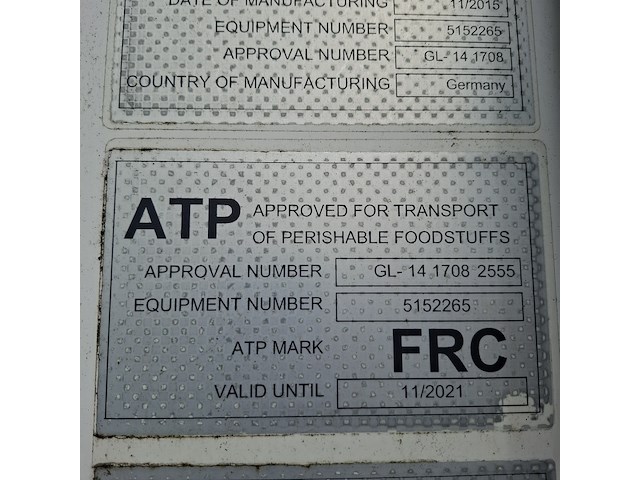 DATE OF MANUFACTURING 11/2015
EQUIPMENT NUMBER 5152265
APPROVAL NUMBER GL- 14 1708
COUNTRY OF MANUFACTURING Germany
ATP APPROVED FOR TRANSPORT
OF PERISHABLE FOODSTUFFS
APPROVAL NUMBER GL- 14 1708 2555
EQUIPMENT NUMBER 5152265
ATP MARK FRC
VALID UNTIL 11/2021